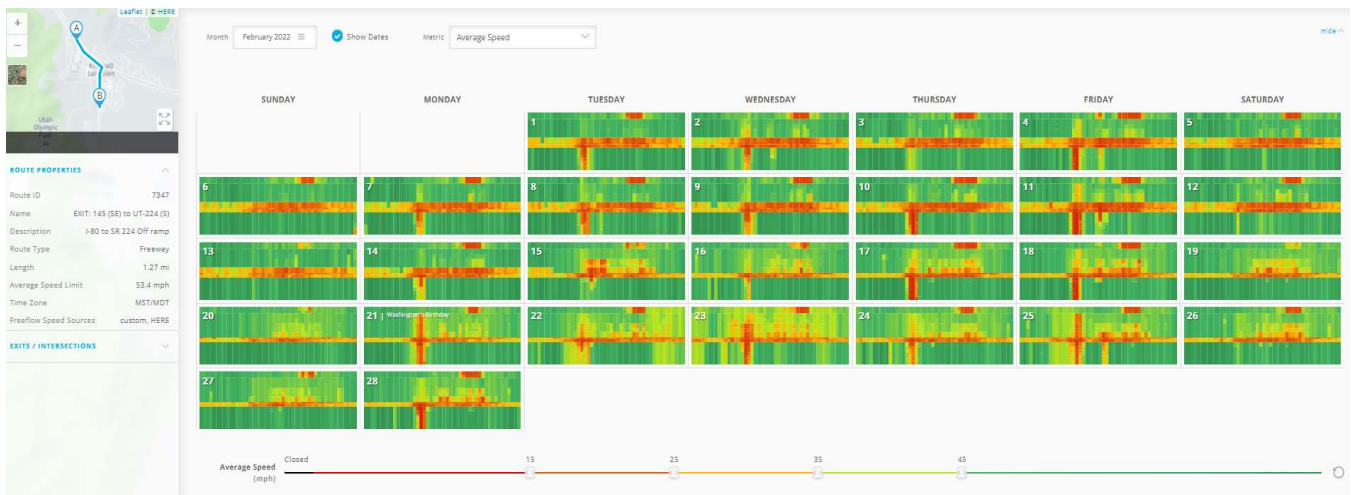 Leaflet | © HERE
+
−
A
B
Utah
Olympic
Month
February 2022
Show Dates
Metric
Average Speed
Hide
SUNDAY
MONDAY
TUESDAY
WEDNESDAY
THURSDAY
FRIDAY
SATURDAY
1
2
3
4
5
6
7
8
9
10
11
12
13
14
15
16
17
18
19
20
21 | Washington's Birthday
22
23
24
25
26
27
28
ROUTE PROPERTIES
Route ID 7347
Name EXIT: 145 (SE) to UT-224 (S)
Description I-80 to SR 224 Off ramp
Route Type Freeway
Length 1.27 mi
Average Speed Limit 53.4 mph
Time Zone MST/MDT
Freeflow Speed Sources custom, HERE
EXITS / INTERSECTIONS
Average Speed
(mph)
Closed
15
25
35
45